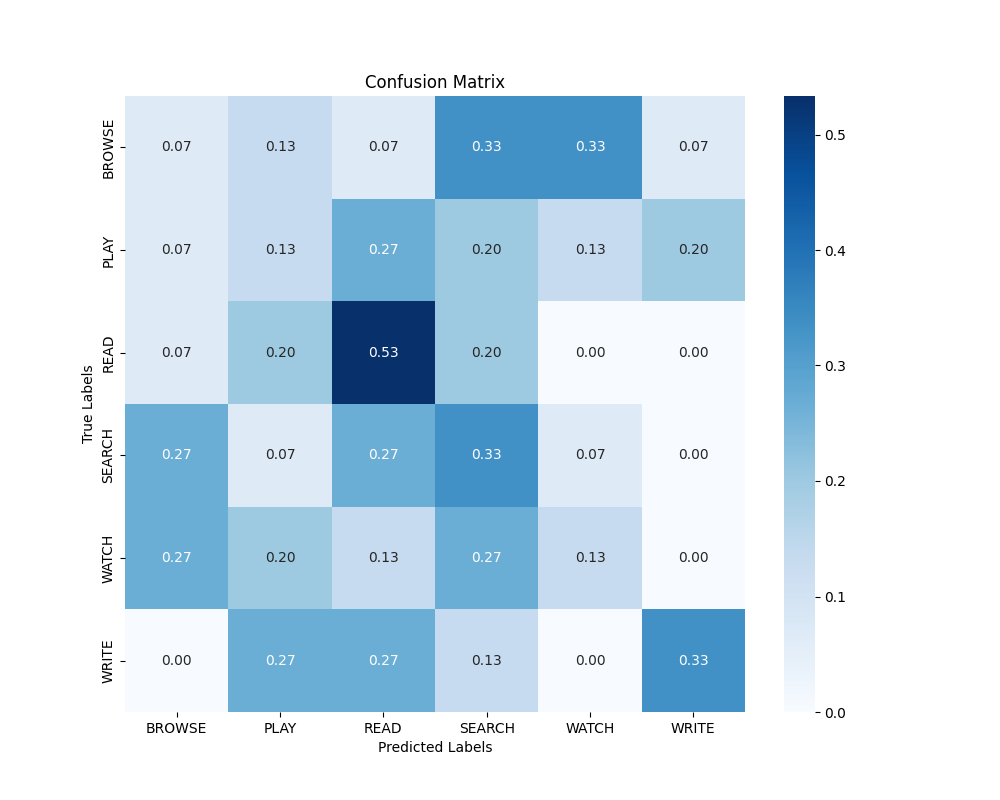 Confusion Matrix
BROWSE 0.07 0.13 0.07 0.33 0.33 0.07
PLAY 0.07 0.13 0.27 0.20 0.13 0.20
READ 0.07 0.20 0.53 0.20 0.00 0.00
SEARCH 0.27 0.07 0.27 0.33 0.07 0.00
WATCH 0.27 0.20 0.13 0.27 0.13 0.00
WRITE 0.00 0.27 0.27 0.13 0.00 0.33
True Labels
BROWSE PLAY READ SEARCH WATCH WRITE
Predicted Labels
0.5
0.4
0.3
0.2
0.1
0.0